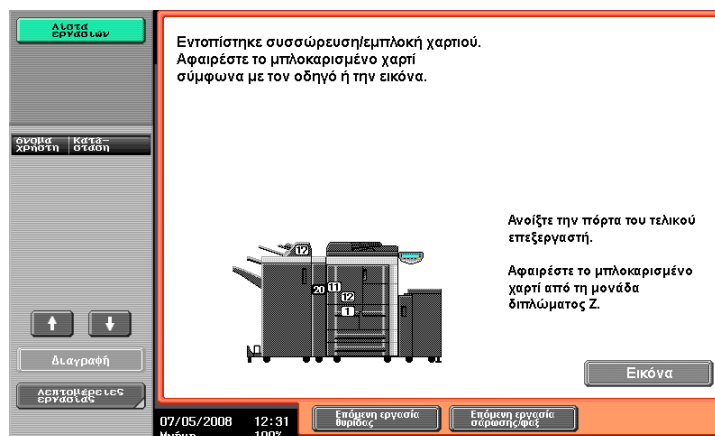 Λίστα
εργασιών
Εντοπίστηκε συσσώρευση/εμπλοκή χαρτιού.
Αφαιρέστε το μπλοκαρισμένο χαρτί
σύμφωνα με τον οδηγό ή την εικόνα.
όνομα Κατά-
χρήστη σταση
12
20 11
12
1
Ανοίξτε την πόρτα του τελικού
επεξεργαστή.
Αφαιρέστε το μπλοκαρισμένο
χαρτί από τη μονάδα
διπλώματος Ζ.
Διαγραφή
Εικόνα
Λεπτομέρειες
εργασίας
07/05/2008 12:31
Μνήμη 100%
Επόμενη εργασία
θυρίδας
Επόμενη εργασία
σάρωσης/φαξ